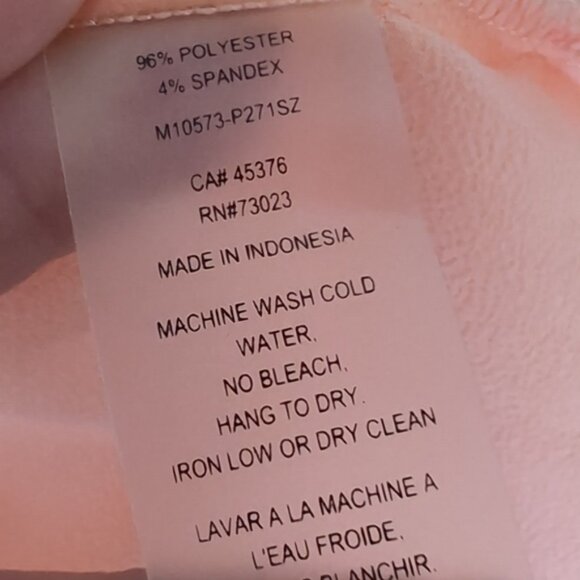 96% POLYESTER
4% SPANDEX
M10573-P271SZ
CA# 45376
RN#73023
MADE IN INDONESIA
MACHINE WASH COLD
WATER.
NO BLEACH.
HANG TO DRY.
IRON LOW OR DRY CLEAN
LAVAR A LA MACHINE A
L'EAU FROIDE.
BLANCHIR.